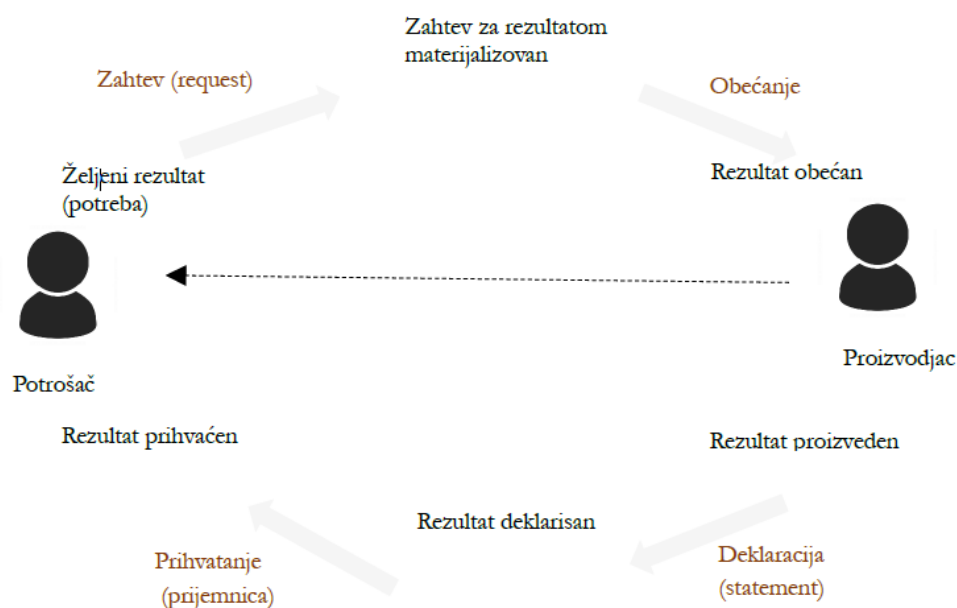 Zahtev za rezultatom
materijalizovan
Zahtev (request)
Obećanje
Željeni rezultat
(potreba)
Rezultat obećan
Potrošač
Proizvodjac
Rezultat prihvaćen
Rezultat proizveden
Rezultat deklarisan
Prihvatanje
(prijemnica)
Deklaracija
(statement)